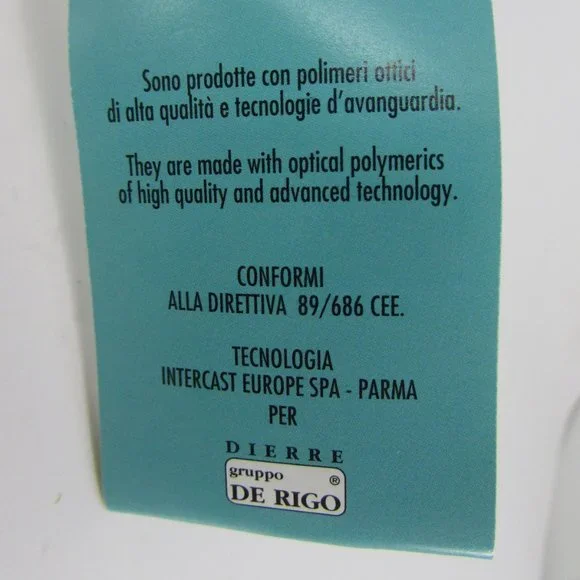 Sono prodotte con polimeri ottici
di alta qualità e tecnologie d'avanguardia.
They are made with optical polymerics
of high quality and advanced technology.
CONFORMI
ALLA DIRETTIVA 89/686 CEE.
TECNOLOGIA
INTERCAST EUROPE SPA - PARMA
PER
DIERRE
gruppo ®
DE RIGO